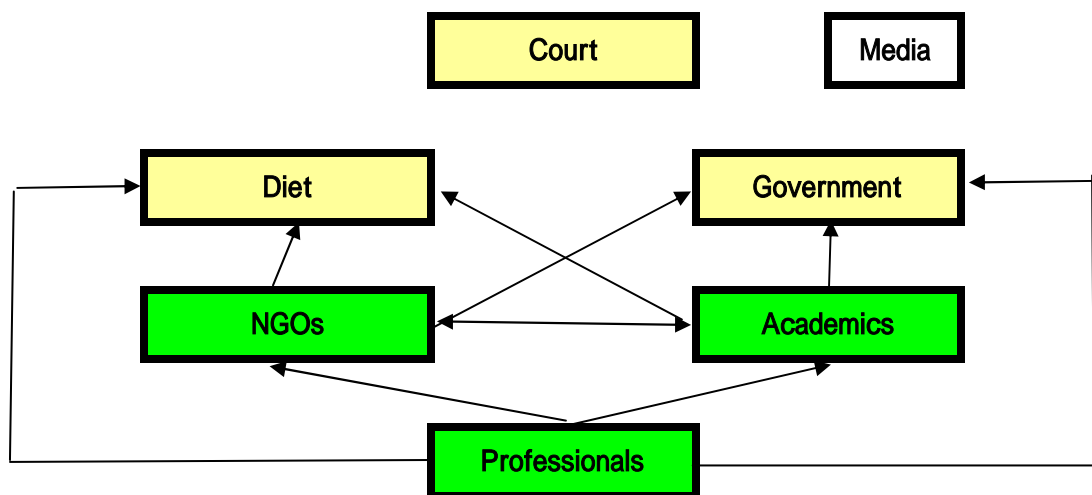 Court
Media
Diet
Government
NGOs
Academics
Professionals